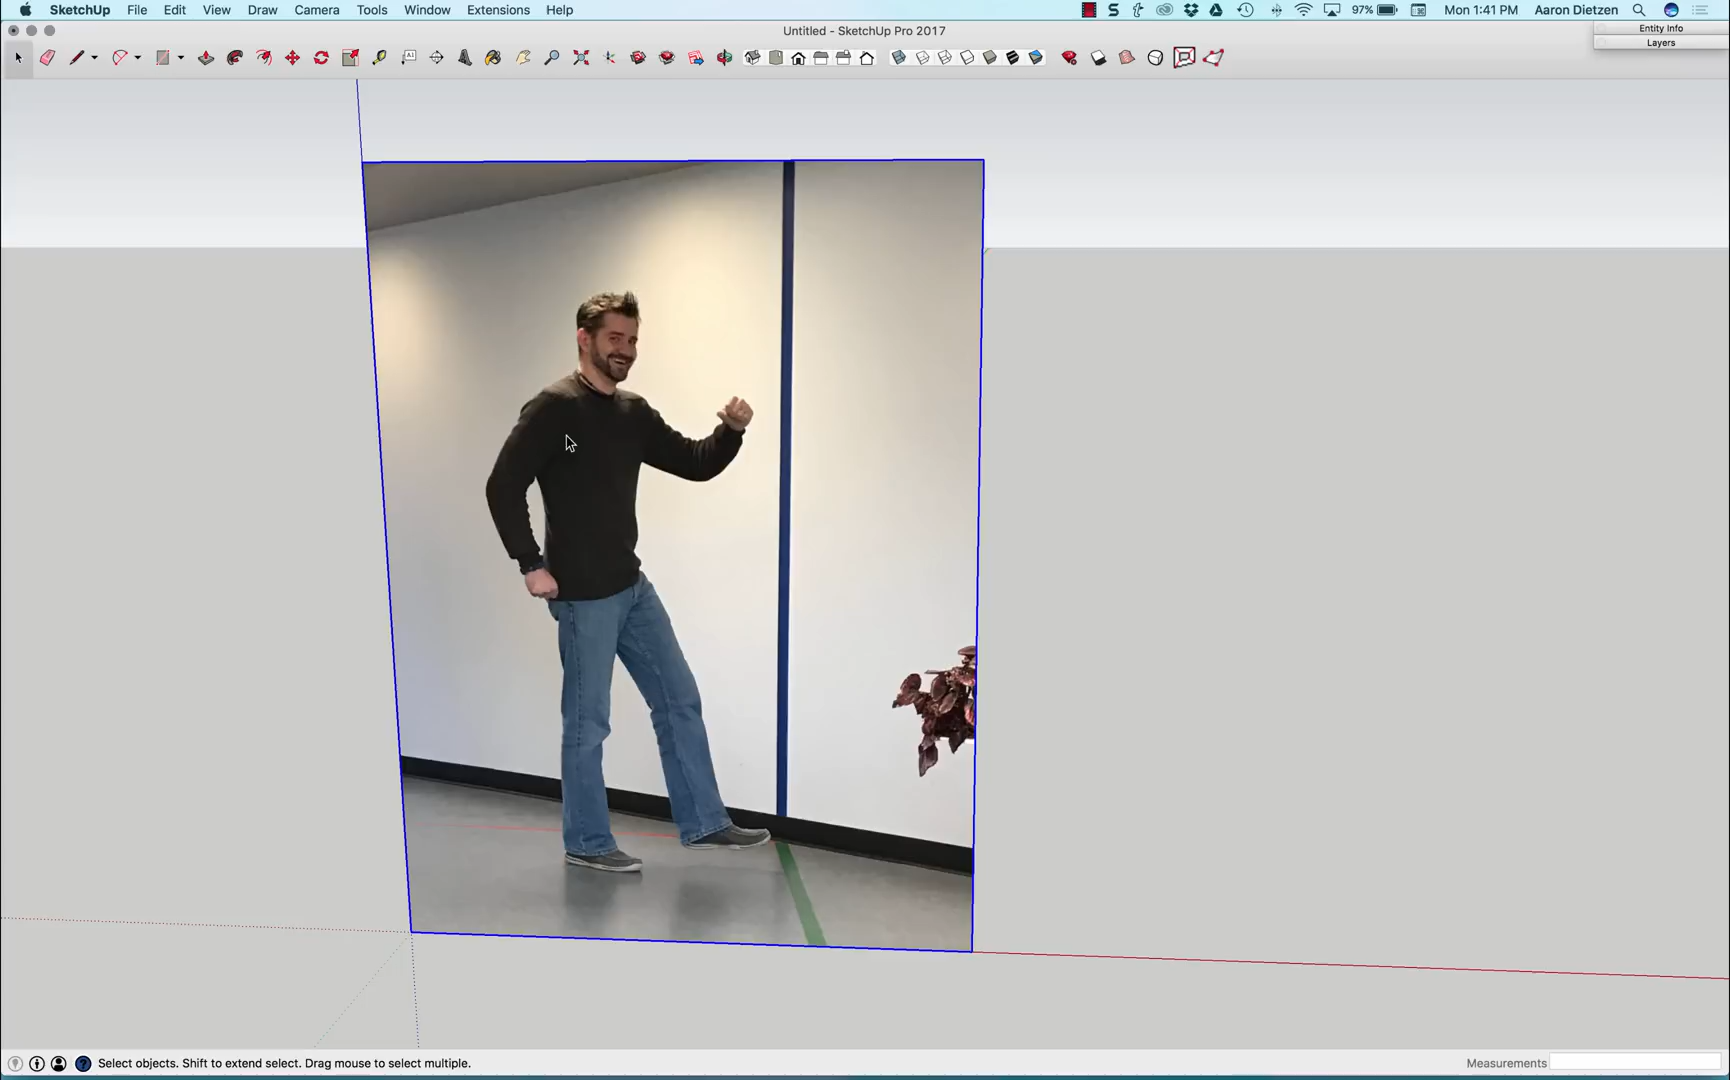 SketchUp File Edit View Draw Camera Tools Window Extensions Help 97% Mon 1:41 PM Aaron Dietzen
Untitled - SketchUp Pro 2017
Entity Info
Layers
Select objects. Shift to extend select. Drag mouse to select multiple.
Measurements